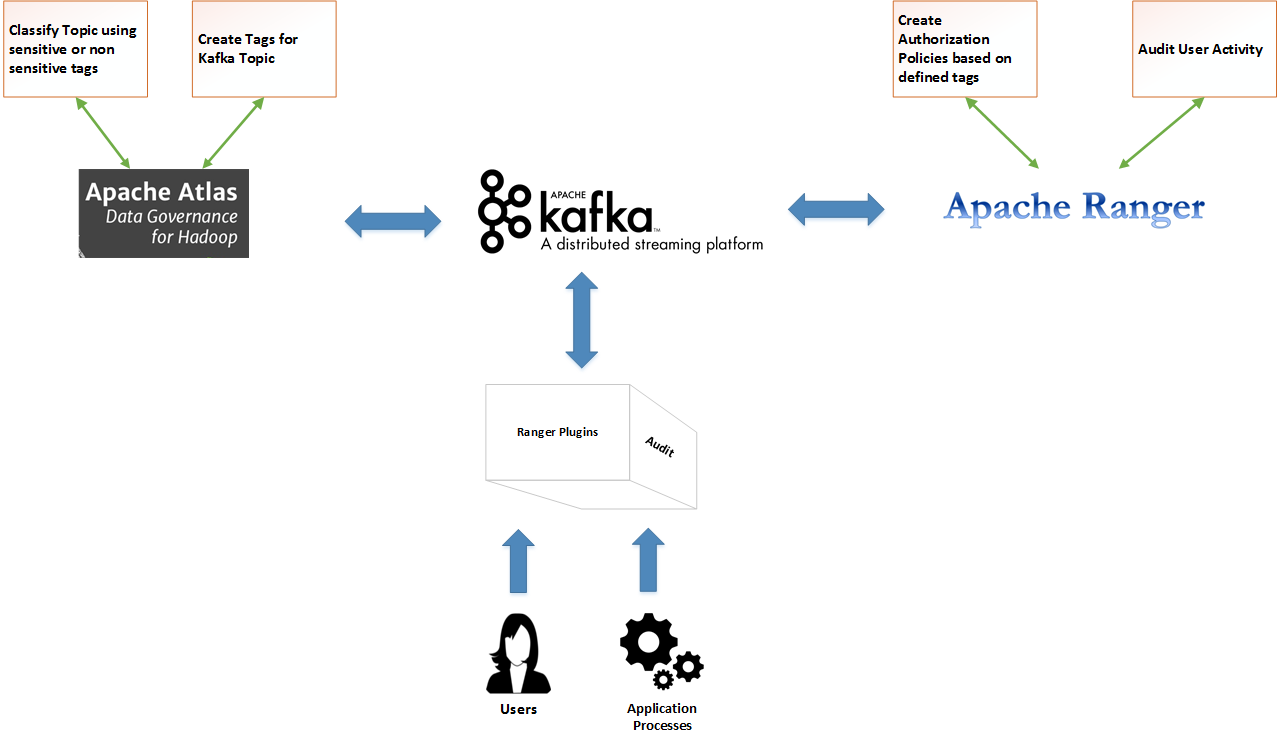 Classify Topic using
sensitive or non
sensitive tags
Create Tags for
Kafka Topic
Create
Authorization
Policies based on
defined tags
Audit User Activity
Apache Atlas
Data Governance
for Hadoop
APACHE
kafka™
A distributed streaming platform
Apache Ranger
Ranger Plugins
Audit
Users
Application
Processes